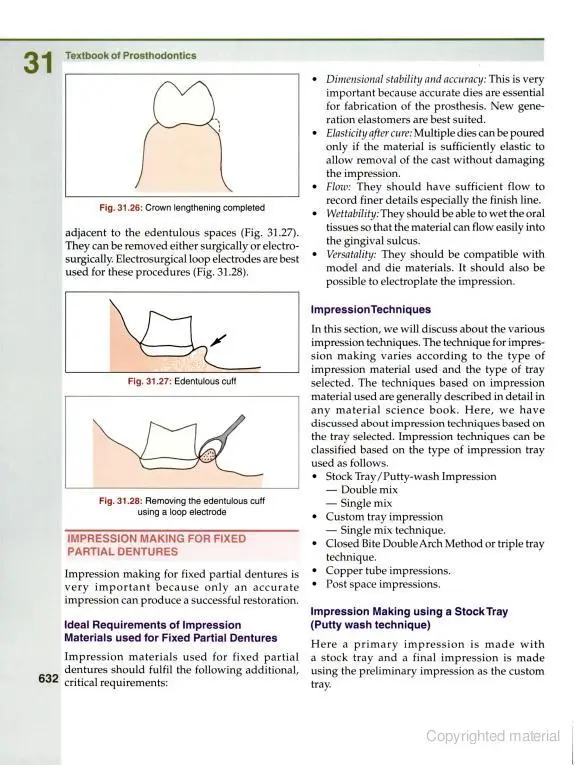 31
Textbook of Prosthodontics
Fig. 31.26: Crown lengthening completed
adjacent to the edentulous spaces (Fig. 31.27).
They can be removed either surgically or electro-
surgically. Electrosurgical loop electrodes are best
used for these procedures (Fig. 31.28).
Fig. 31.27: Edentulous cuff
Fig. 31.28: Removing the edentulous cuff
using a loop electrode
IMPRESSION MAKING FOR FIXED
PARTIAL DENTURES
Impression making for fixed partial dentures is
very important because only an accurate
impression can produce a successful restoration.
Ideal Requirements of Impression
Materials used for Fixed Partial Dentures
Impression materials used for fixed partial
dentures should fulfil the following additional,
critical requirements:
632
• Dimensional stability and accuracy: This is very
important because accurate dies are essential
for fabrication of the prosthesis. New gene-
ration elastomers are best suited.
• Elasticity after cure: Multiple dies can be poured
only if the material is sufficiently elastic to
allow removal of the cast without damaging
the impression.
• Flow: They should have sufficient flow to
record finer details especially the finish line.
• Wettability: They should be able to wet the oral
tissues so that the material can flow easily into
the gingival sulcus.
• Versatality: They should be compatible with
model and die materials. It should also be
possible to electroplate the impression.
Impression Techniques
In this section, we will discuss about the various
impression techniques. The technique for impres-
sion making varies according to the type of
impression material used and the type of tray
selected. The techniques based on impression
material used are generally described in detail in
any material science book. Here, we have
discussed about impression techniques based on
the tray selected. Impression techniques can be
classified based on the type of impression tray
used as follows.
• Stock Tray/Putty-wash Impression
— Double mix
— Single mix
• Custom tray impression
— Single mix technique.
• Closed Bite Double Arch Method or triple tray
technique.
• Copper tube impressions.
• Post space impressions.
Impression Making using a Stock Tray
(Putty wash technique)
Here a primary impression is made with
a stock tray and a final impression is made
using the preliminary impression as the custom
tray.
Copyrighted material